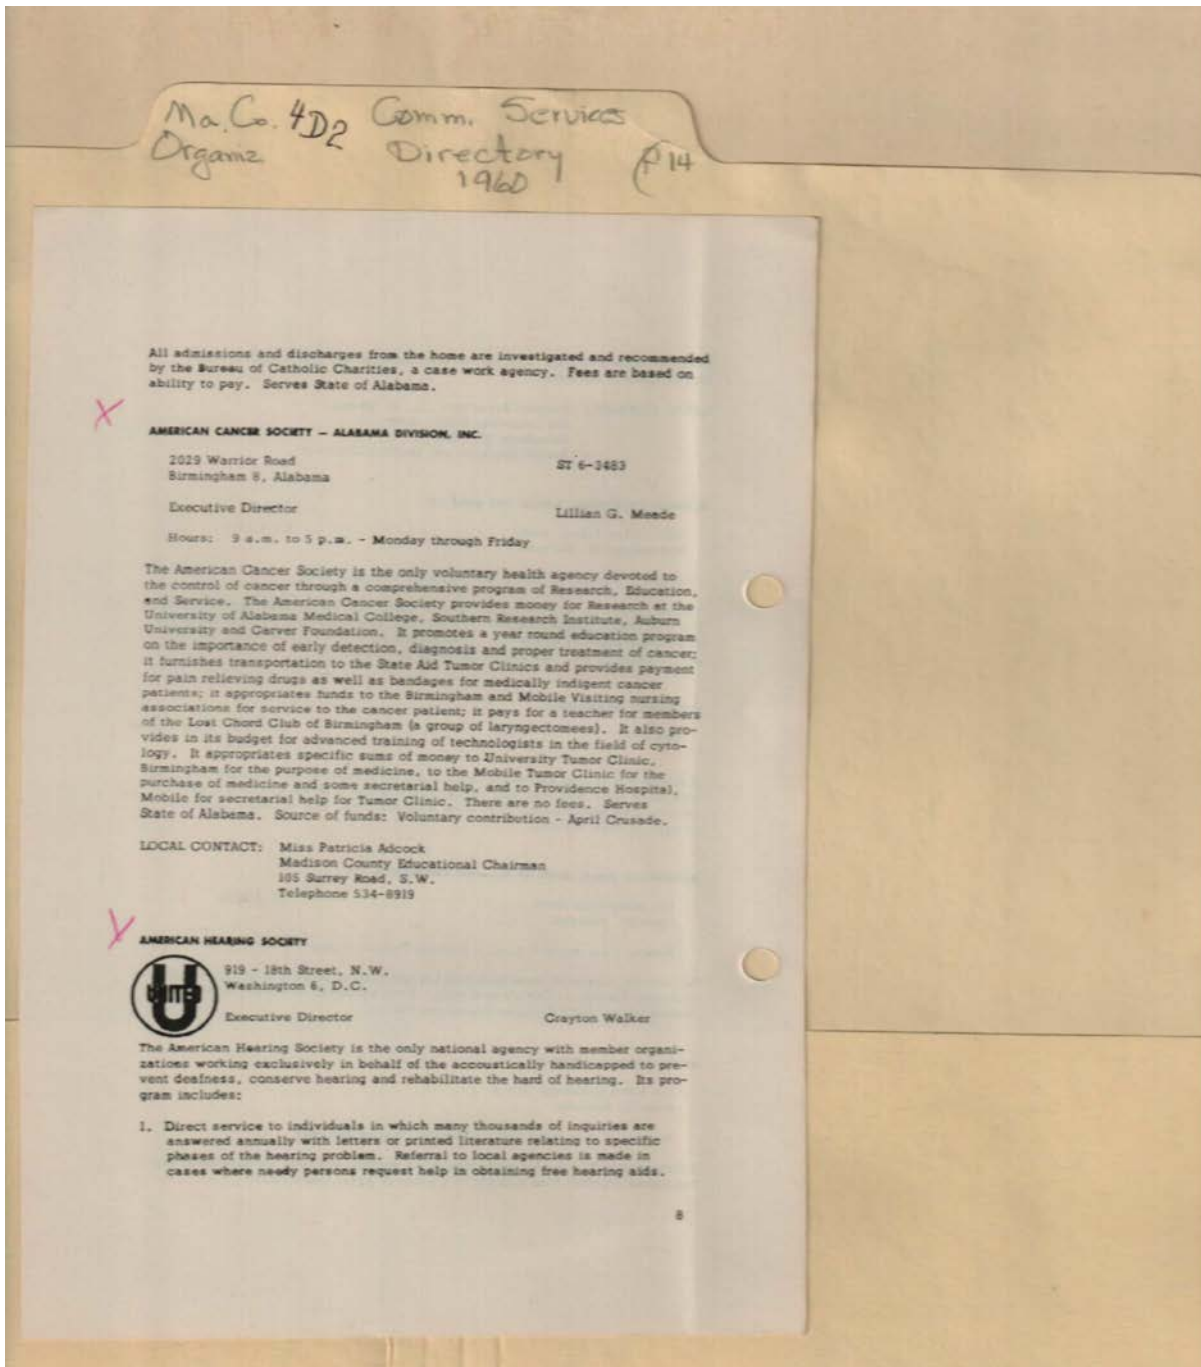 Ma. Co. 4D2 Comm. Services
Organiz Directory (P 14
1960
All admissions and discharges from the home are investigated and recommended
by the Bureau of Catholic Charities, a case work agency. Fees are based on
ability to pay. Serves State of Alabama.
X
AMERICAN CANCER SOCIETY — ALABAMA DIVISION, INC.
2029 Warrior Road ST 6-3483
Birmingham 8, Alabama
Executive Director Lillian G. Meade
Hours: 9 a.m. to 5 p.m. - Monday through Friday
The American Cancer Society is the only voluntary health agency devoted to
the control of cancer through a comprehensive program of Research, Education,
and Service. The American Cancer Society provides money for Research at the
University of Alabama Medical College, Southern Research Institute, Auburn
University and Carver Foundation. It promotes a year round education program
on the importance of early detection, diagnosis and proper treatment of cancer;
it furnishes transportation to the State Aid Tumor Clinics and provides payment
for pain relieving drugs as well as bandages for medically indigent cancer
patients; it appropriates funds to the Birmingham and Mobile Visiting nursing
associations for service to the cancer patient; it pays for a teacher for members
of the Lost Chord Club of Birmingham (a group of laryngectomees). It also pro-
vides in its budget for advanced training of technologists in the field of cyto-
logy. It appropriates specific sums of money to University Tumor Clinic,
Birmingham for the purpose of medicine, to the Mobile Tumor Clinic for the
purchase of medicine and some secretarial help, and to Providence Hospital,
Mobile for secretarial help for Tumor Clinic. There are no fees. Serves
State of Alabama. Source of funds: Voluntary contribution - April Crusade.
LOCAL CONTACT: Miss Patricia Adcock
Madison County Educational Chairman
105 Surrey Road, S.W.
Telephone 534-8919
AMERICAN HEARING SOCIETY
919 - 18th Street, N.W.
Washington 6, D.C.
UNITED
Executive Director Crayton Walker
The American Hearing Society is the only national agency with member organi-
zations working exclusively in behalf of the accoustically handicapped to pre-
vent deafness, conserve hearing and rehabilitate the hard of hearing. Its pro-
gram includes:
1. Direct service to individuals in which many thousands of inquiries are
answered annually with letters or printed literature relating to specific
phases of the hearing problem. Referral to local agencies is made in
cases where needy persons request help in obtaining free hearing aids.
8